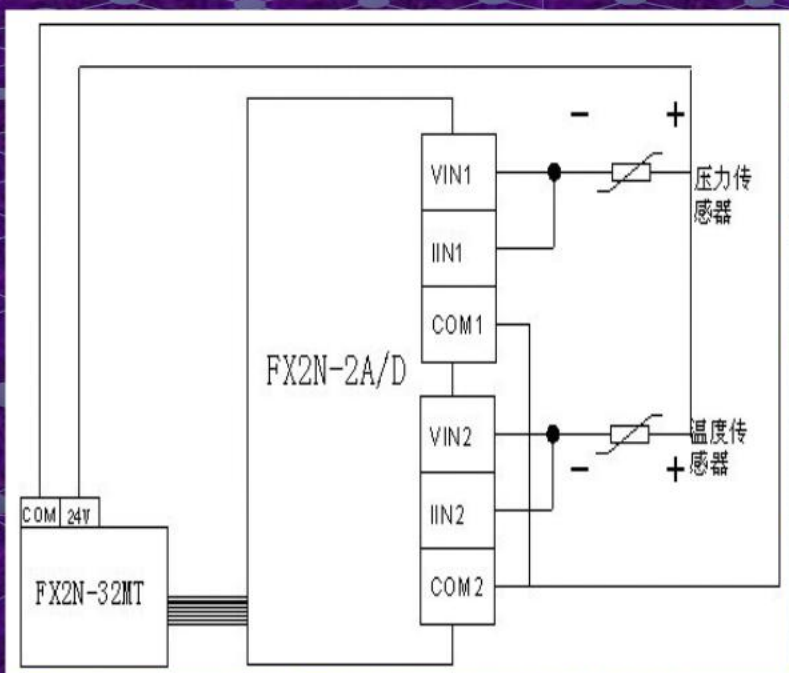 VIN1
IIN1
COM1
FX2N-2A/D
VIN2
IIN2
COM2
－ ＋
压力传
感器
温度传
感器
－ ＋
COM 24V
FX2N-32MT